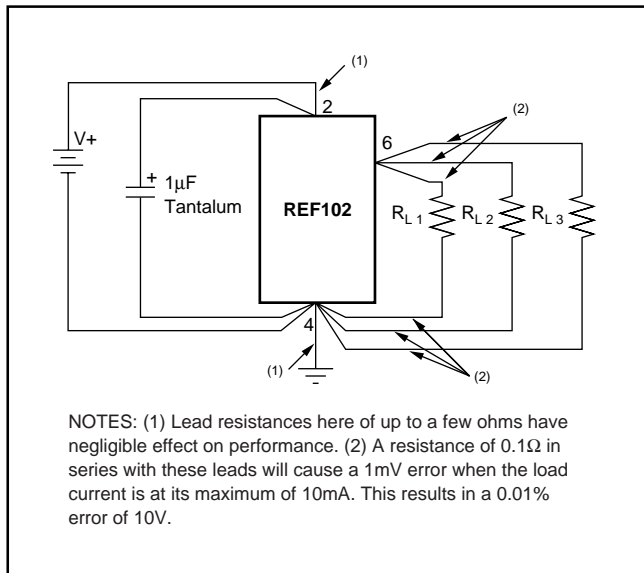 (1)
2
V+
6
(2)
+
1µF
Tantalum
REF102
R L 1
R L 2
R L 3
4
(1)
(2)
NOTES: (1) Lead resistances here of up to a few ohms have
negligible effect on performance. (2) A resistance of 0.1Ω in
series with these leads will cause a 1mV error when the load
current is at its maximum of 10mA. This results in a 0.01%
error of 10V.